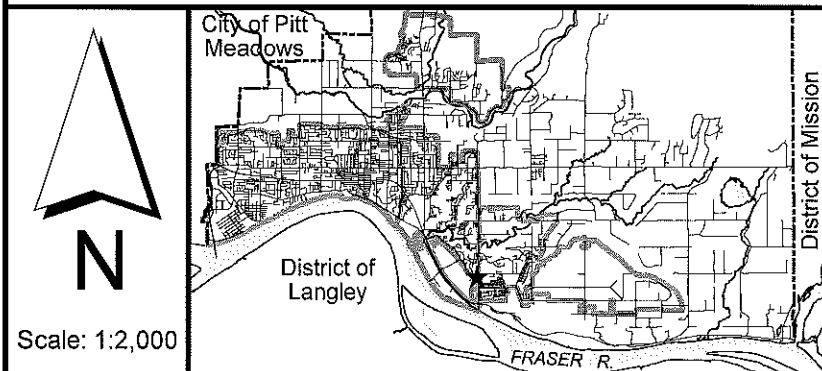 City of Pitt
Meadows
District of Mission
District of
Langley
N
Scale: 1:2,000
FRASER R.